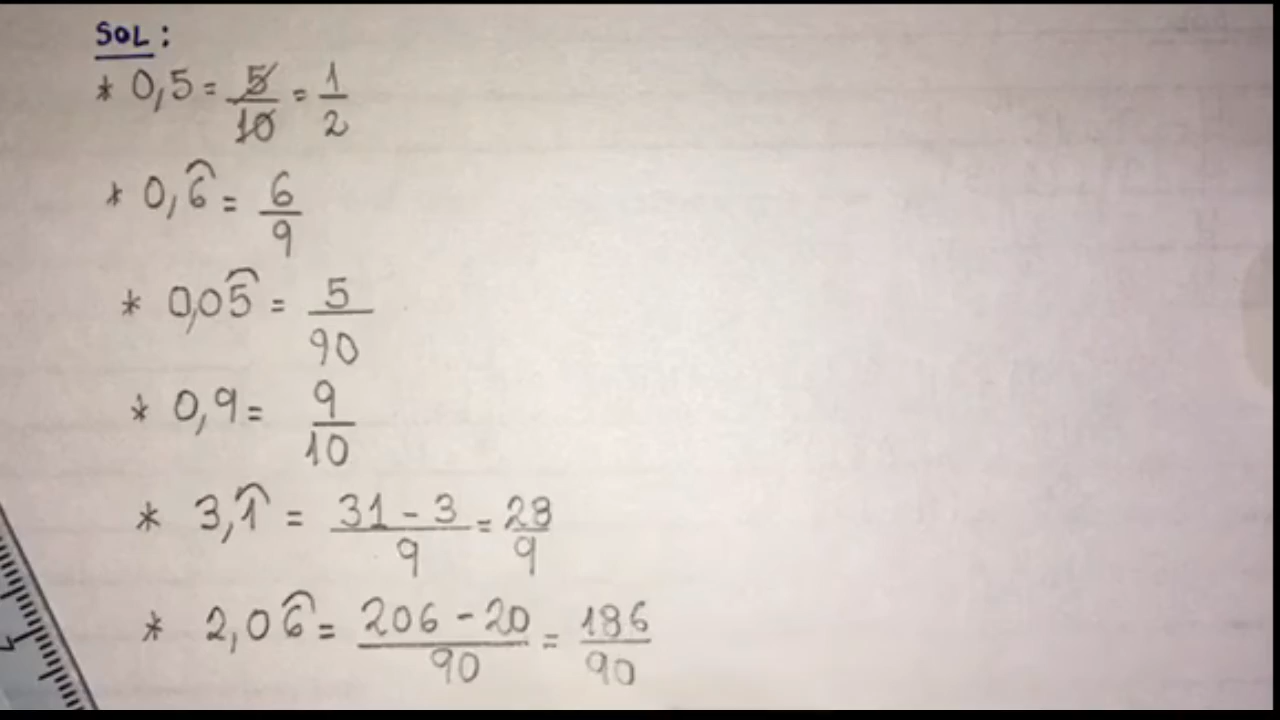 SOL:
* 0,5 = 5/10 = 1/2
* 0,6̑ = 6/9
* 0,05̑ = 5/90
* 0,9 = 9/10
* 3,1̑ = 31 - 3/9 = 28/9
* 2,06̑ = 206 - 20/90 = 186/90